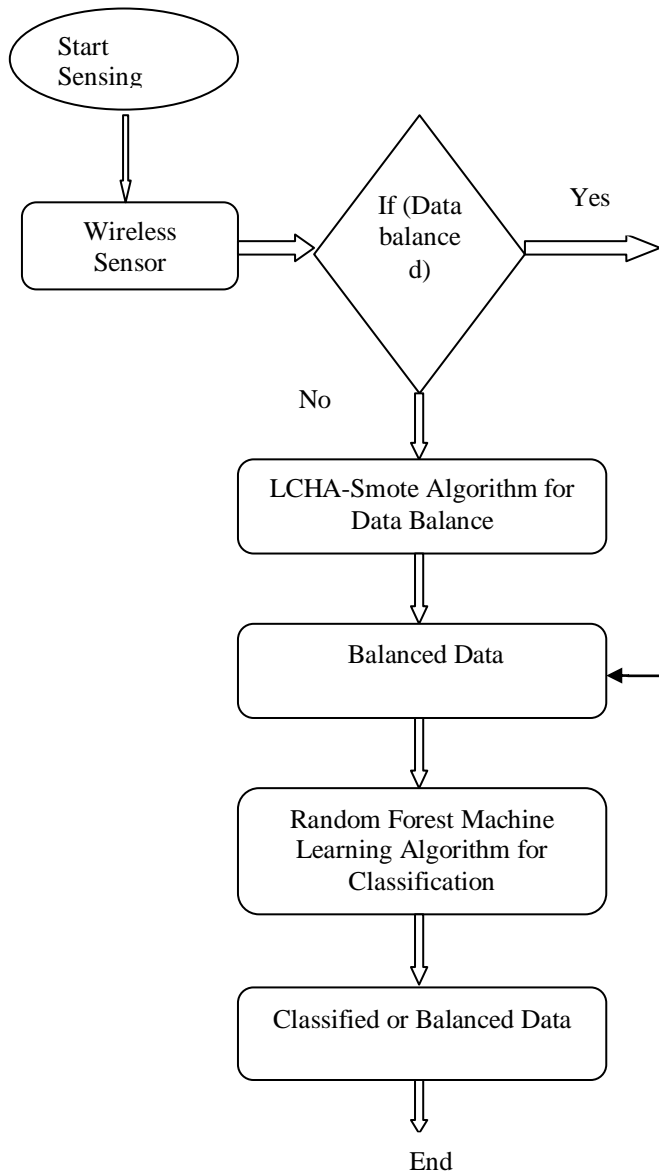 Start
Sensing
Wireless
Sensor
If (Data
balance
d)
Yes
No
LCHA-Smote Algorithm for
Data Balance
Balanced Data
Random Forest Machine
Learning Algorithm for
Classification
Classified or Balanced Data
End